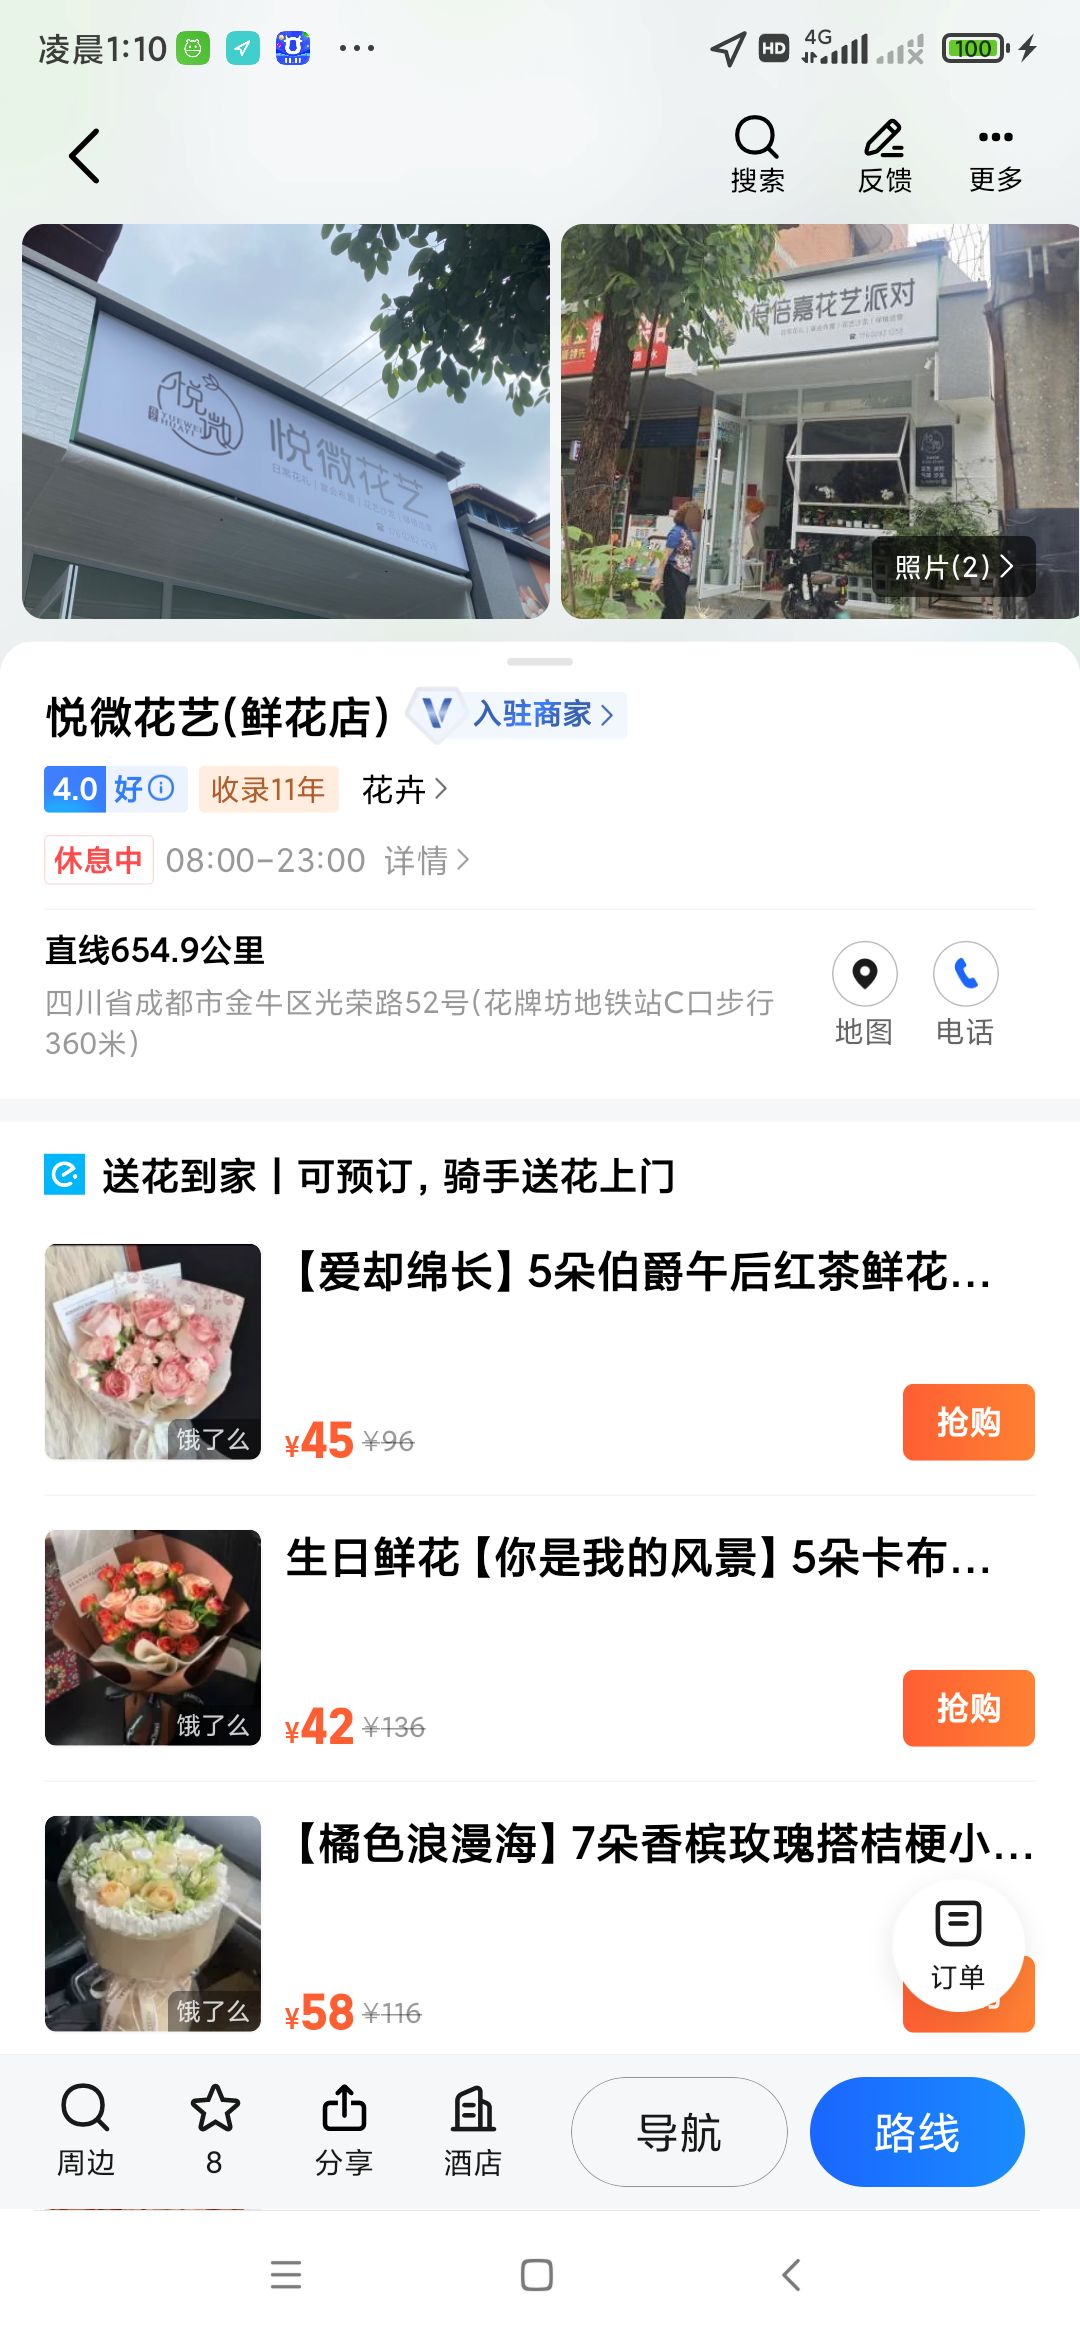 凌晨1:10
11.11
HD
4G
100
搜索
反馈
更多
悦微
YUEWEI
HUAYI
悦微花艺
日常花礼 | 宴会布置 | 花艺沙龙 | 绿植租赁
倍嘉花艺派对
照片(2)
悦微花艺(鲜花店)
入驻商家
4.0 好
收录11年
花卉
休息中
08:00-23:00 详情
直线654.9公里
四川省成都市金牛区光荣路52号(花牌坊地铁站C口步行
360米)
地图
电话
送花到家 | 可预订, 骑手送花上门
【爱却绵长】5朵伯爵午后红茶鲜花...
饿了么
¥45 ¥96
抢购
生日鲜花【你是我的风景】5朵卡布...
饿了么
¥42 ¥136
抢购
【橘色浪漫海】7朵香槟玫瑰搭桔梗小...
饿了么
¥58 ¥116
订单
周边
8
分享
酒店
导航
路线